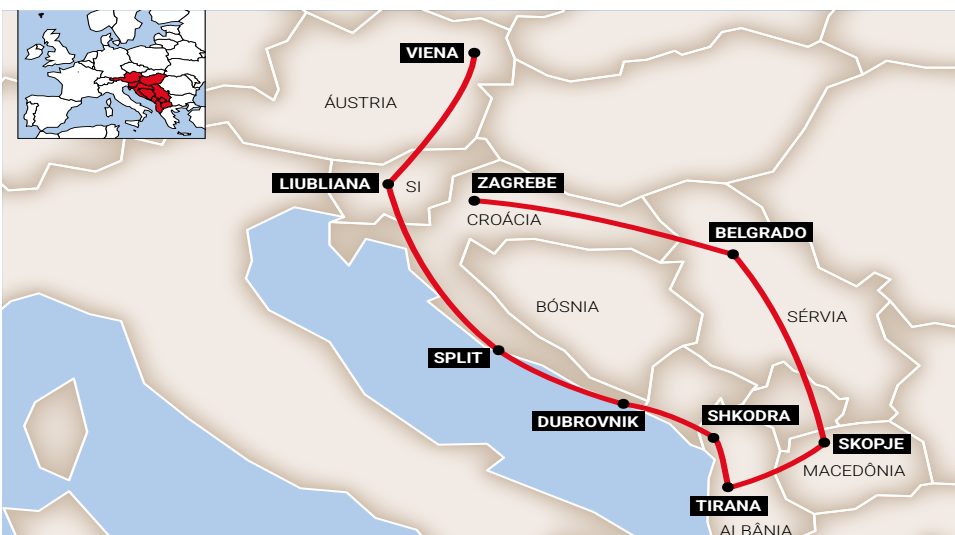 VIENA
ÁUSTRIA
LIUBLIANA
SI
ZAGREBE
CROÁCIA
BELGRADO
BÓSNIA
SÉRVIA
SPLIT
DUBROVNIK
SHKODRA
SKOPJE
MACEDÔNIA
TIRANA
ALBÂNIA